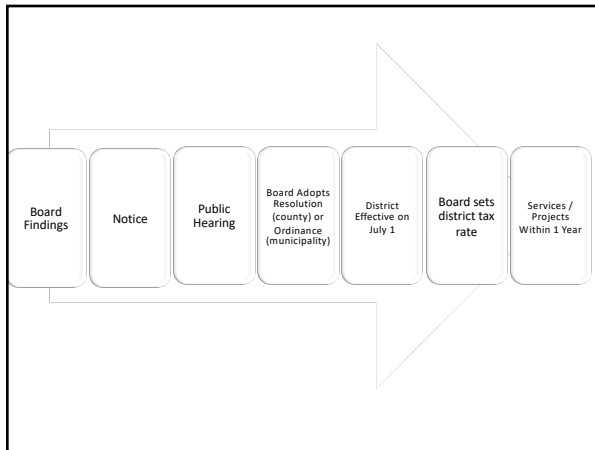 Board
Findings
Notice
Public
Hearing
Board Adopts
Resolution
(county) or
Ordinance
(municipality)
District
Effective on
July 1
Board sets
district tax
rate
Services /
Projects
Within 1 Year